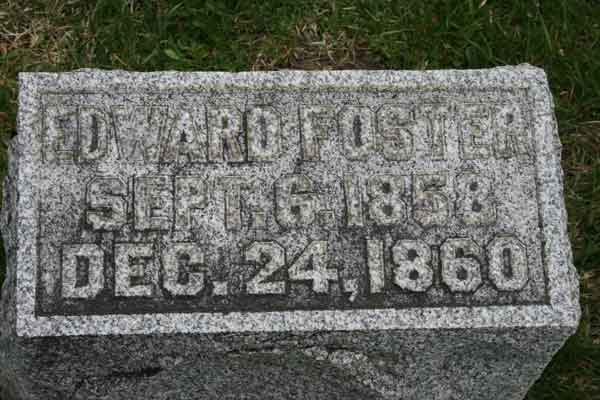 EDWARD FOSTER
SEPT. 6. 1858
DEC. 24, 1860